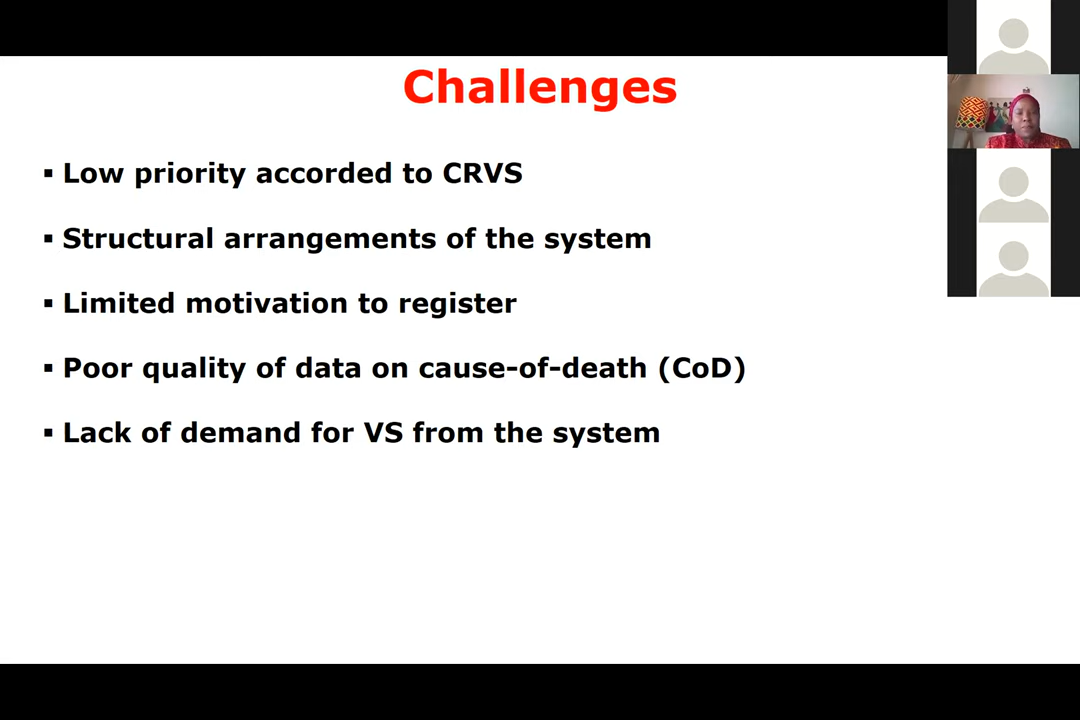 Challenges
▪ Low priority accorded to CRVS
▪ Structural arrangements of the system
▪ Limited motivation to register
▪ Poor quality of data on cause-of-death (CoD)
▪ Lack of demand for VS from the system